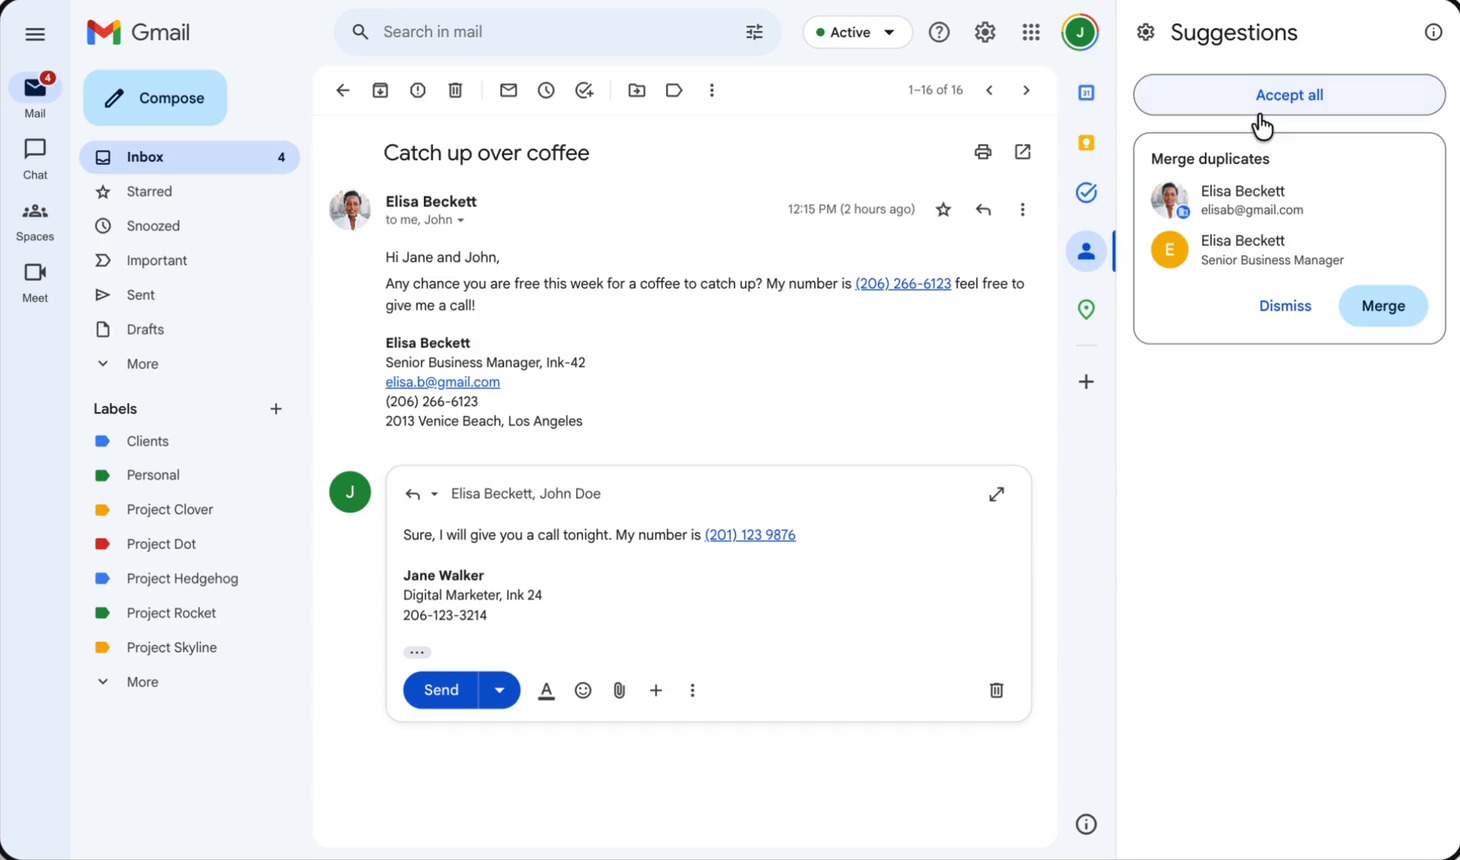 4
Mail
Chat
Spaces
Meet
Gmail
Compose
Inbox 4
Starred
Snoozed
Important
Sent
Drafts
More
Labels
Clients
Personal
Project Clover
Project Dot
Project Hedgehog
Project Rocket
Project Skyline
More
Search in mail
Active
J
1–16 of 16
Catch up over coffee
Elisa Beckett
to me, John
12:15 PM (2 hours ago)
Hi Jane and John,
Any chance you are free this week for a coffee to catch up? My number is (206) 266-6123 feel free to
give me a call!
Elisa Beckett
Senior Business Manager, Ink-42
elisa.b@gmail.com
(206) 266-6123
2013 Venice Beach, Los Angeles
J
Elisa Beckett, John Doe
Sure, I will give you a call tonight. My number is (201) 123 9876
Jane Walker
Digital Marketer, Ink 24
206-123-3214
Send
A
31
Suggestions
Accept all
Merge duplicates
Elisa Beckett
elisab@gmail.com
E
Elisa Beckett
Senior Business Manager
Dismiss
Merge